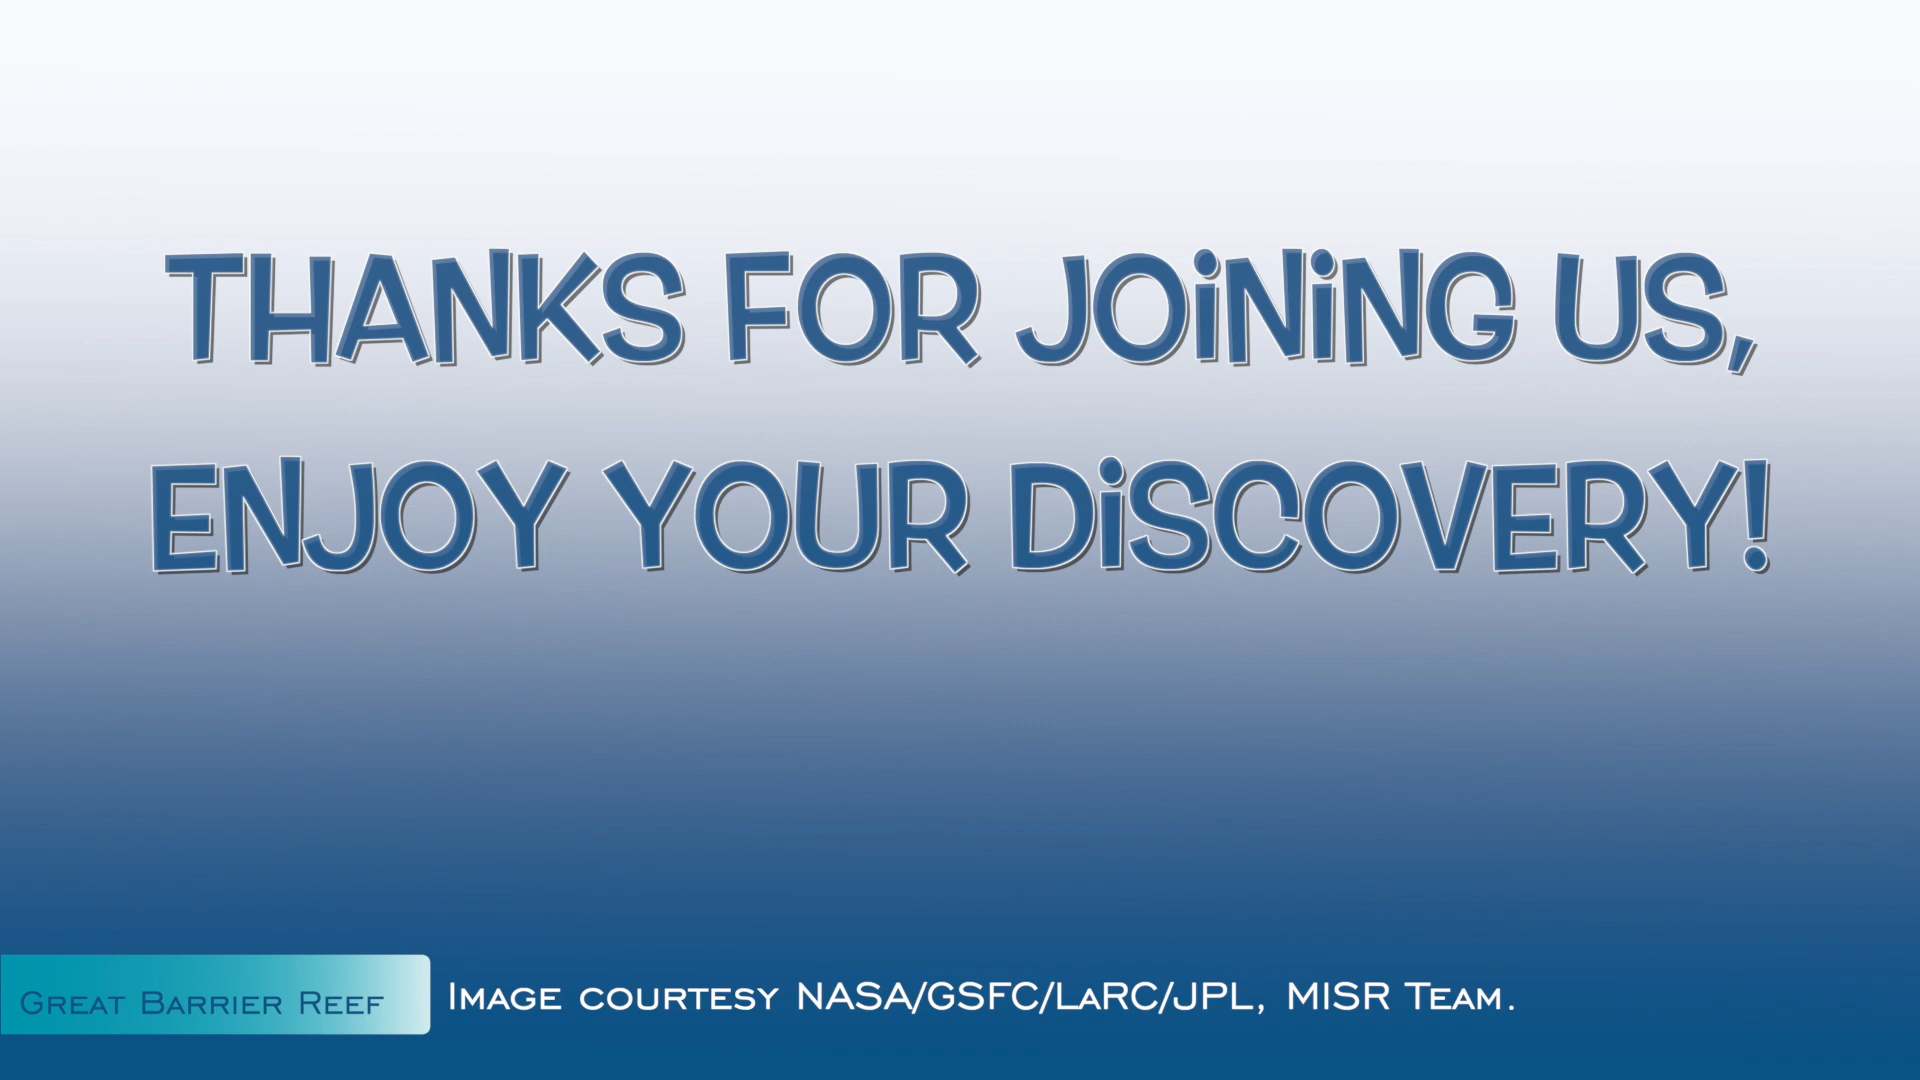 THANKS FOR JOiNiNG US,
ENJOY YOUR DiSCOVERY!
Great Barrier Reef
Image courtesy NASA/GSFC/LaRC/JPL, MISR Team.